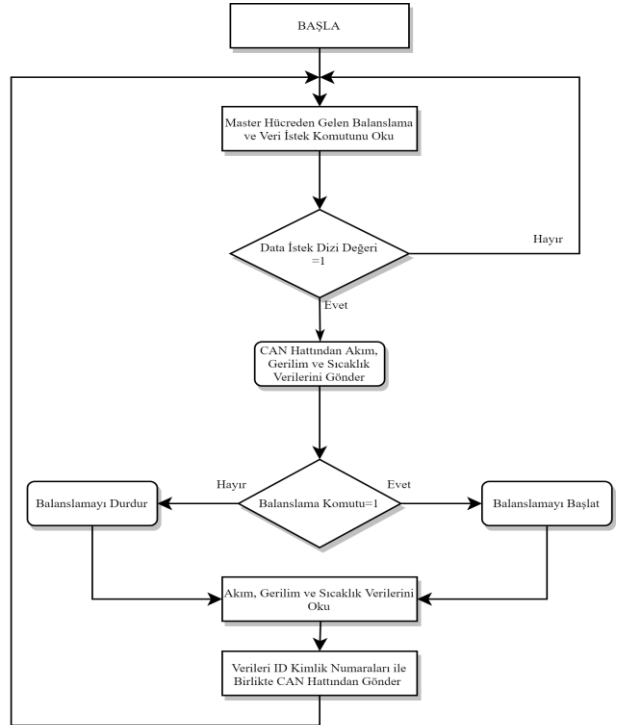 BAŞLA
Master Hücreden Gelen Balanslama
ve Veri İstek Komutunu Oku
Data İstek Dizi Değeri
=1
Hayır
Evet
CAN Hattından Akım,
Gerilim ve Sıcaklık
Verilerini Gönder
Hayır
Evet
Balanslamayı Durdur
Balanslama Komutu=1
Balanslamayı Başlat
Akım, Gerilim ve Sıcaklık Verilerini
Oku
Verileri ID Kimlik Numaraları ile
Birlikte CAN Hattından Gönder